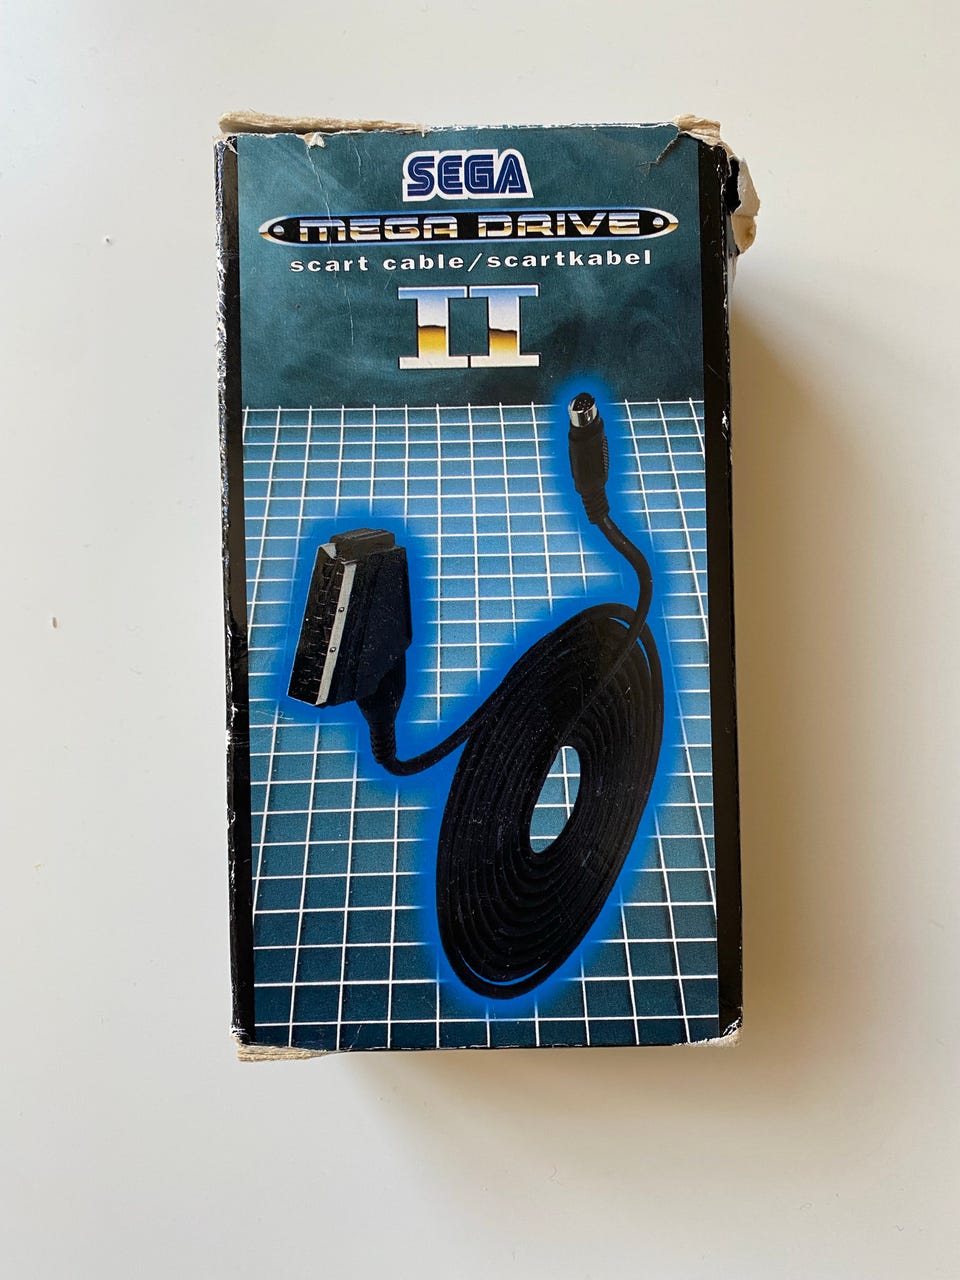 SEGA
MEGA DRIVE
scart cable/scartkabel
II